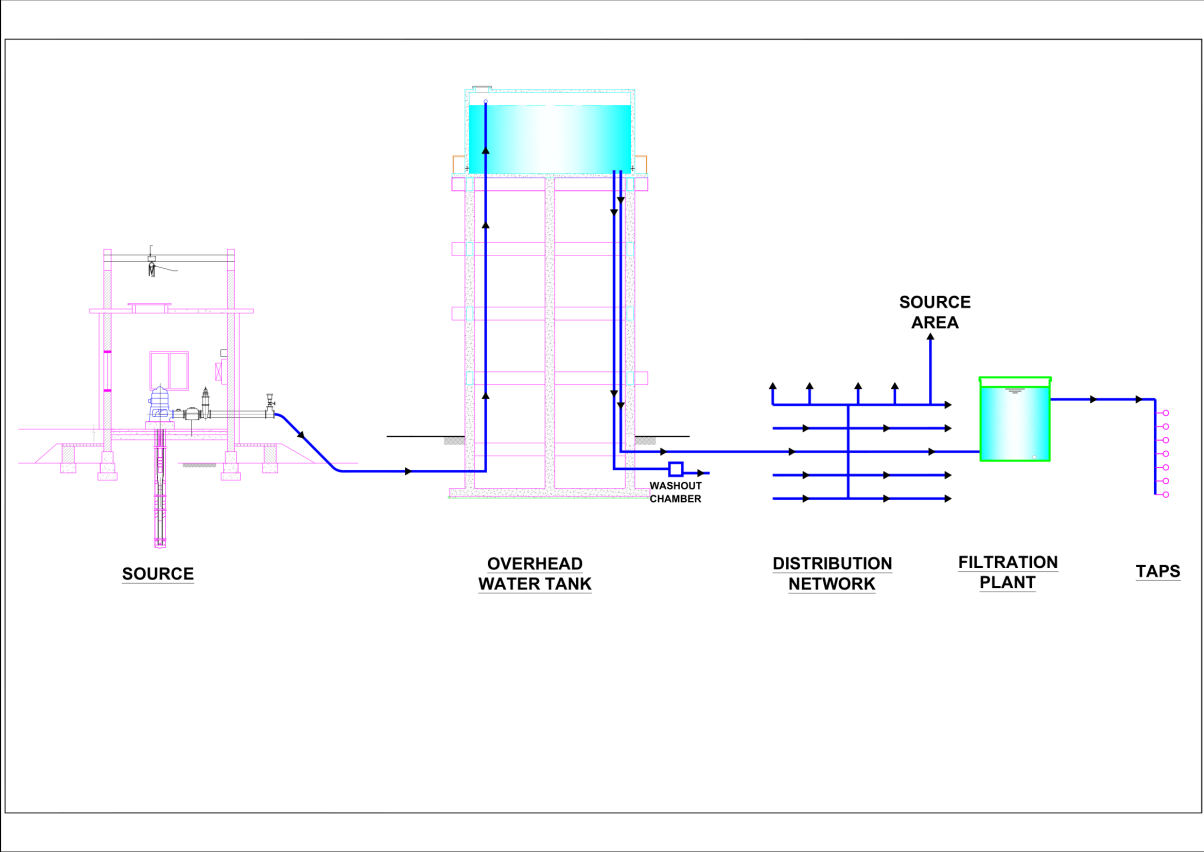 SOURCE
AREA
WASHOUT
CHAMBER
SOURCE
OVERHEAD
WATER TANK
DISTRIBUTION
NETWORK
FILTRATION
PLANT
TAPS